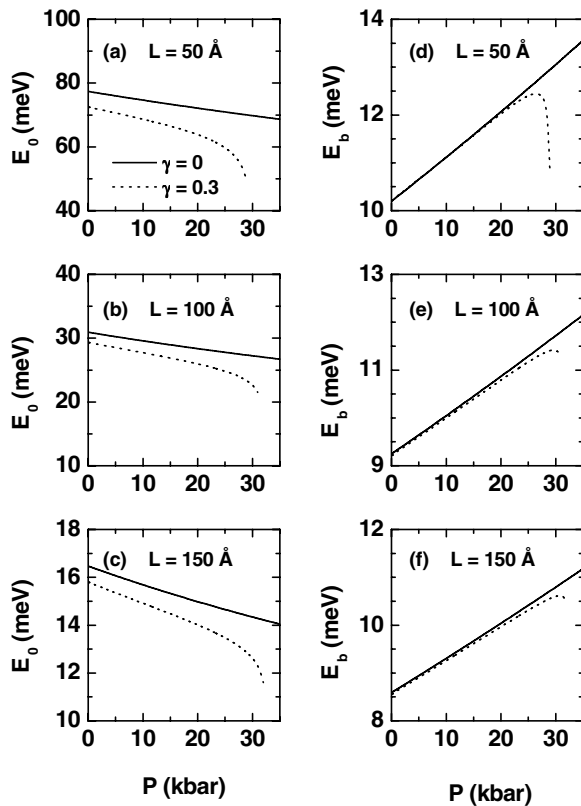 100
80
60
40
E0 (meV)
(a) L = 50 Å
γ = 0
γ = 0.3
0 10 20 30
14
12
10
Eb (meV)
(d) L = 50 Å
0 10 20 30
40
30
20
10
E0 (meV)
(b) L = 100 Å
0 10 20 30
13
12
11
10
9
Eb (meV)
(e) L = 100 Å
0 10 20 30
18
16
14
12
10
E0 (meV)
(c) L = 150 Å
0 10 20 30
P (kbar)
12
10
8
Eb (meV)
(f) L = 150 Å
0 10 20 30
P (kbar)